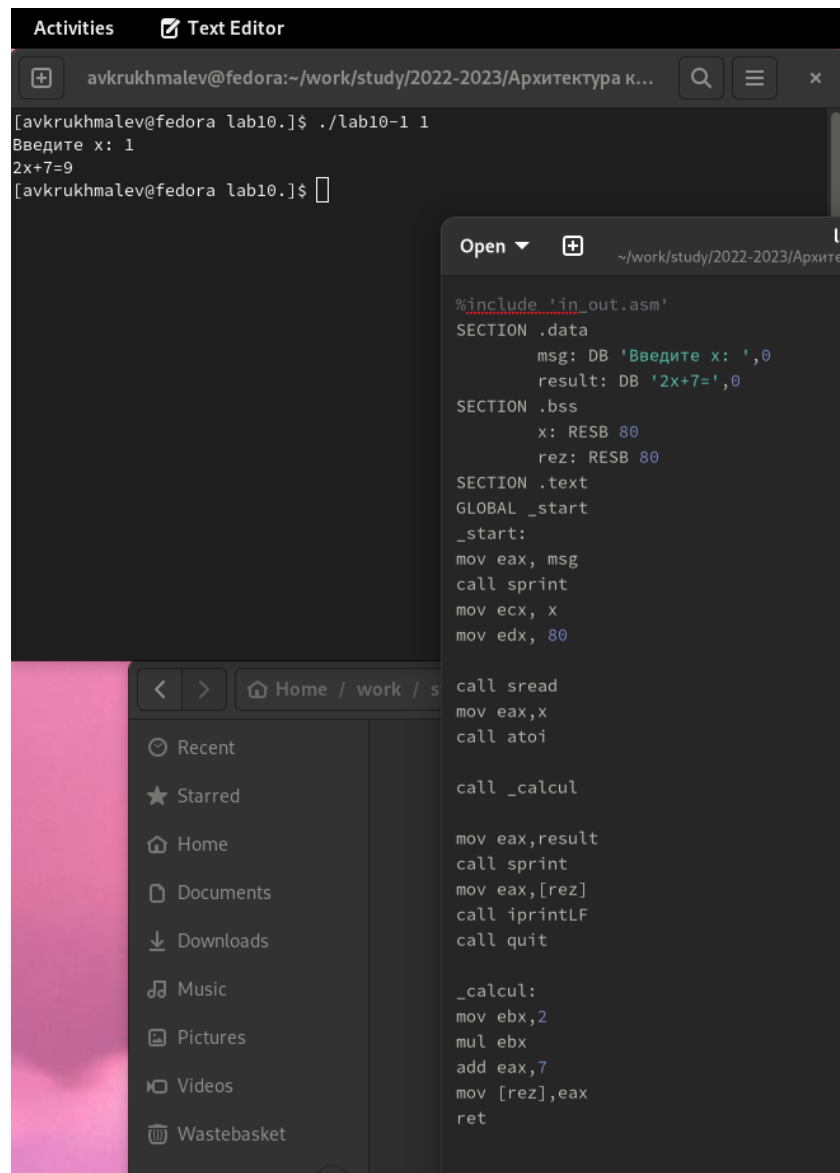 Activities Text Editor
avkrukhmalev@fedora:~/work/study/2022-2023/Архитектура к...
[avkrukhmalev@fedora lab10.]$ ./lab10-1 1
Введите x: 1
2x+7=9
[avkrukhmalev@fedora lab10.]$
Open
~/work/study/2022-2023/Архите
%include 'in_out.asm'
SECTION .data
msg: DB 'Введите x: ',0
result: DB '2x+7=',0
SECTION .bss
x: RESB 80
rez: RESB 80
SECTION .text
GLOBAL _start
_start:
mov eax, msg
call sprint
mov ecx, x
mov edx, 80
call sread
mov eax,x
call atoi
call _calcul
mov eax,result
call sprint
mov eax,[rez]
call iprintLF
call quit
_calcul:
mov ebx,2
mul ebx
add eax,7
mov [rez],eax
ret
Home / work / s
Recent
Starred
Home
Documents
Downloads
Music
Pictures
Videos
Wastebasket